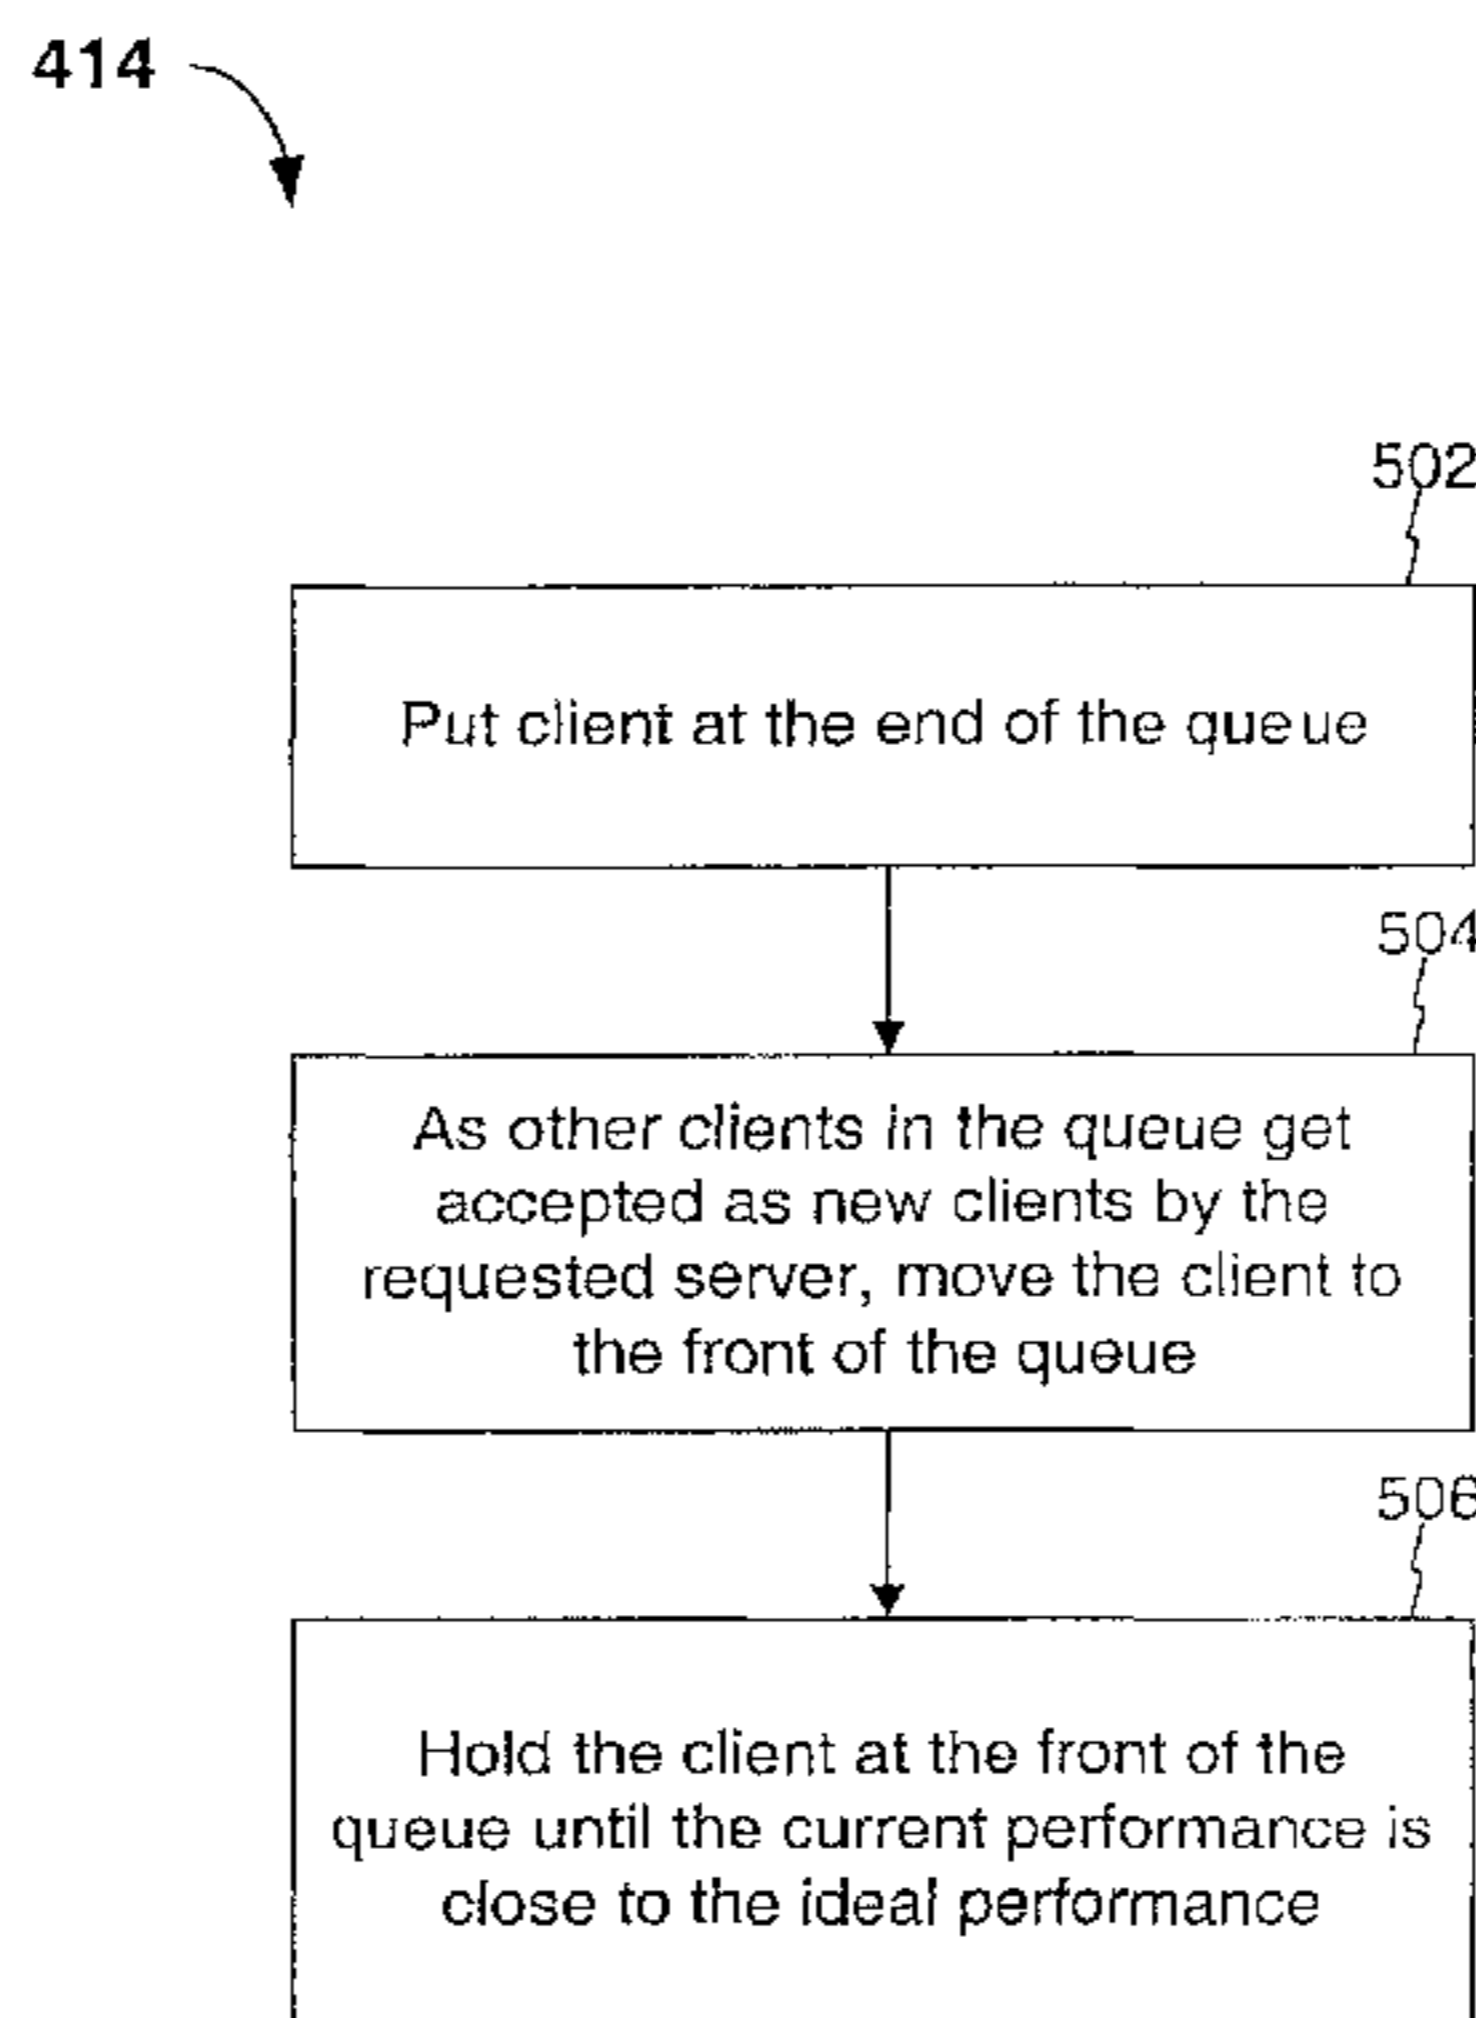 414
502
Put client at the end of the queue
504
As other clients in the queue get
accepted as new clients by the
requested server, move the client to
the front of the queue
506
Hold the client at the front of the
queue until the current performance is
close to the ideal performance